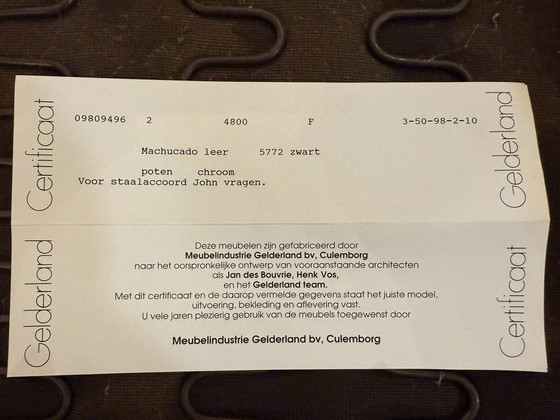 Certificaat
Gelderland
09809496 2 4800 F 3-50-98-2-10
Machucado leer 5772 zwart
poten chroom
Voor staalaccoord John vragen.
Gelderland
Certificaat
Deze meubelen zijn gefabriceerd door
Meubelindustrie Gelderland bv, Culemborg
naar het oorspronkelijke ontwerp van vooraanstaande architecten
als Jan des Bouvrie, Henk Vos,
en het Gelderland team.
Met dit certificaat en de daarop vermelde gegevens staat het juiste model,
uitvoering, bekleding en aflevering vast.
U vele jaren plezierig gebruik van de meubels toegewenst door
Meubelindustrie Gelderland bv, Culemborg